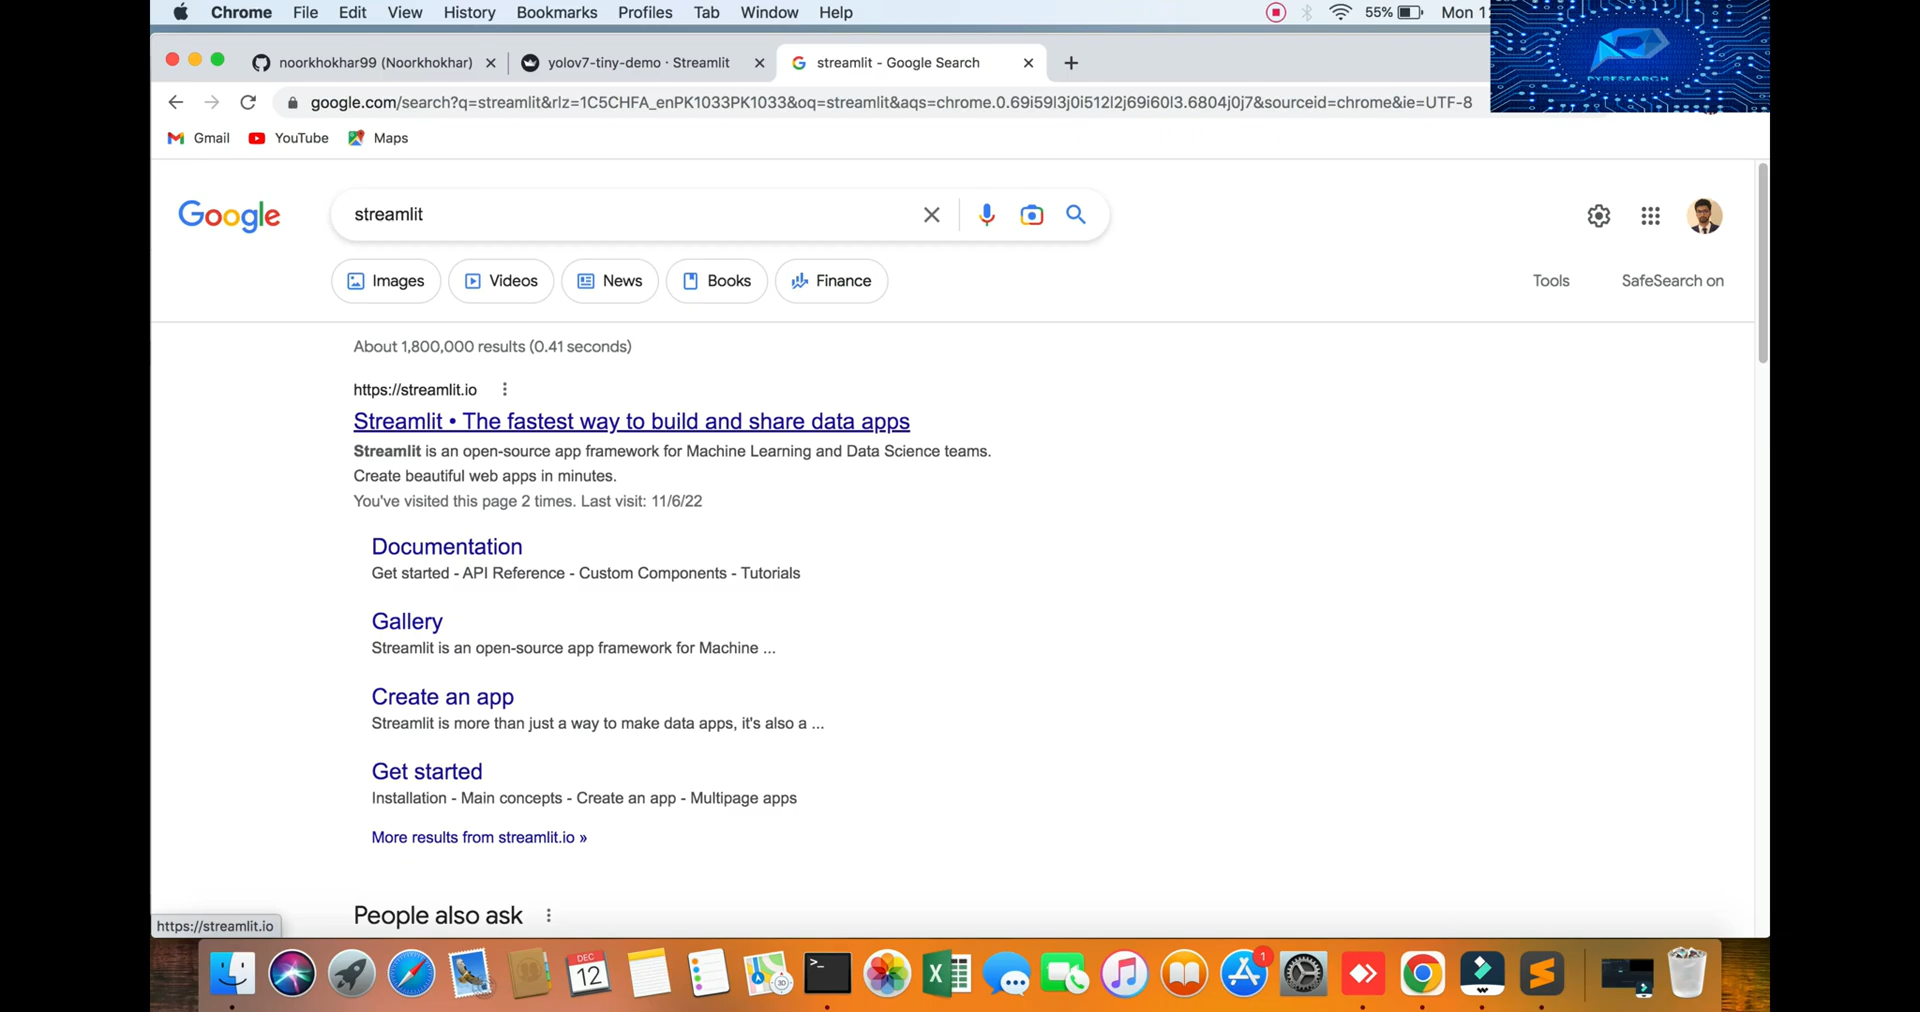 Chrome File Edit View History Bookmarks Profiles Tab Window Help 55% Mon 1
noorkhokhar99 (Noorkhokhar) yolov7-tiny-demo · Streamlit streamlit - Google Search
google.com/search?q=streamlit&rlz=1C5CHFA_enPK1033PK1033&oq=streamlit&aqs=chrome.0.69i59l3j0i512l2j69i60l3.6804j0j7&sourceid=chrome&ie=UTF-8
PYRESEARCH
Gmail YouTube Maps
Google streamlit
Images Videos News Books Finance Tools SafeSearch on
About 1,800,000 results (0.41 seconds)
https://streamlit.io
Streamlit • The fastest way to build and share data apps
Streamlit is an open-source app framework for Machine Learning and Data Science teams.
Create beautiful web apps in minutes.
You've visited this page 2 times. Last visit: 11/6/22
Documentation
Get started - API Reference - Custom Components - Tutorials
Gallery
Streamlit is an open-source app framework for Machine ...
Create an app
Streamlit is more than just a way to make data apps, it's also a ...
Get started
Installation - Main concepts - Create an app - Multipage apps
More results from streamlit.io »
People also ask
https://streamlit.io
DEC
12
3D
1